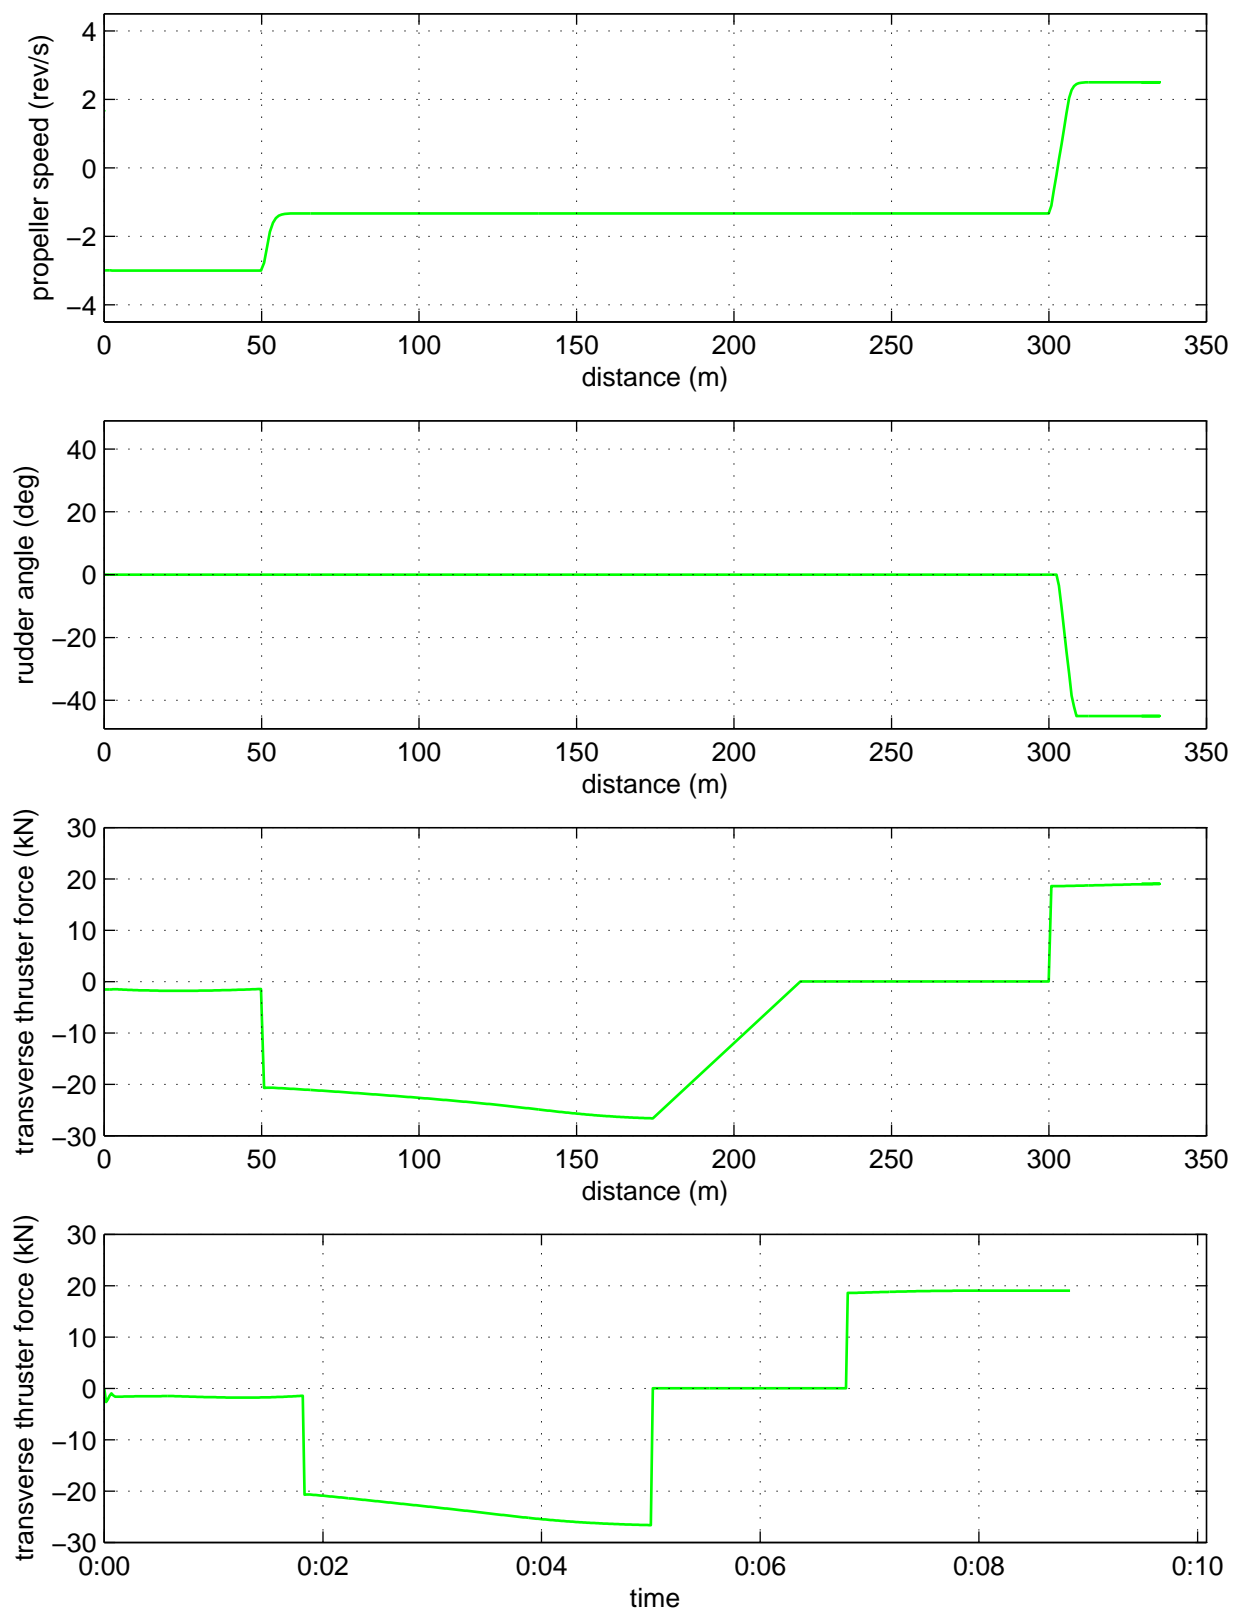 propeller speed (rev/s)
4
2
0
−2
−4
0 50 100 150 200 250 300 350
distance (m)
rudder angle (deg)
40
20
0
−20
−40
0 50 100 150 200 250 300 350
distance (m)
transverse thruster force (kN)
30
20
10
0
−10
−20
−30
0 50 100 150 200 250 300 350
distance (m)
transverse thruster force (kN)
30
20
10
0
−10
−20
−30
0:00 0:02 0:04 0:06 0:08 0:10
time